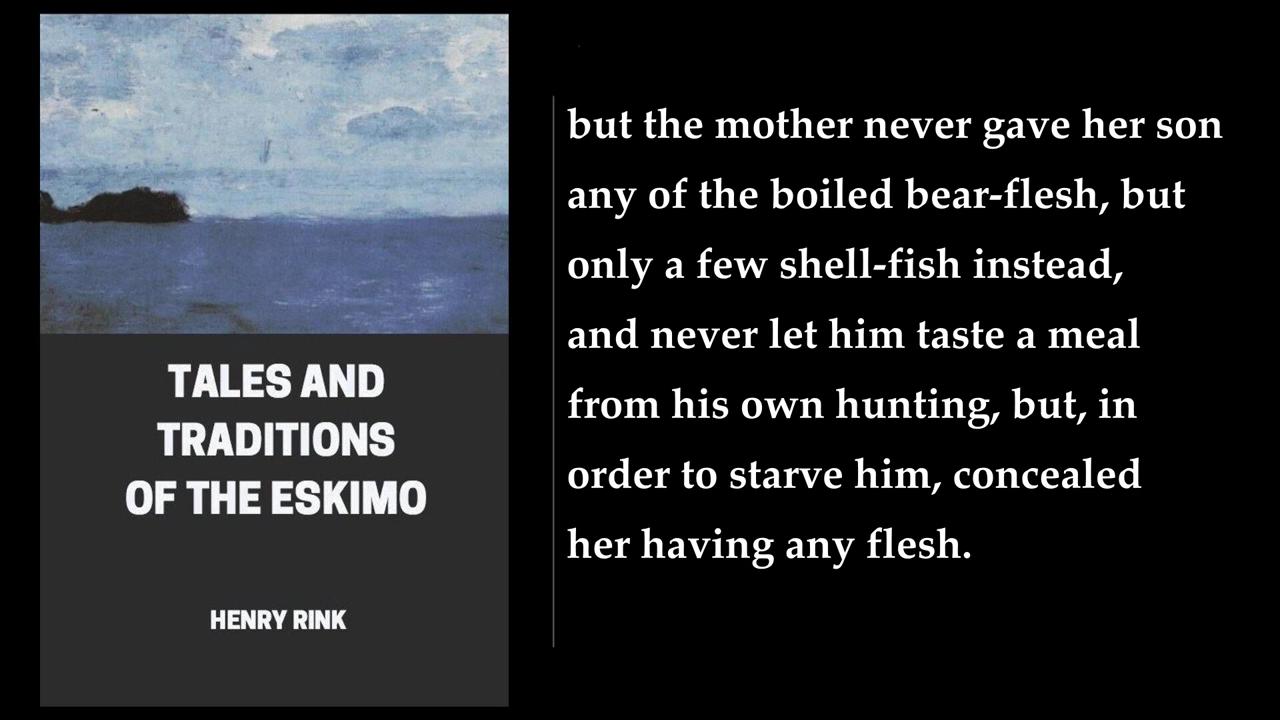 TALES AND
TRADITIONS
OF THE ESKIMO
HENRY RINK
but the mother never gave her son
any of the boiled bear-flesh, but
only a few shell-fish instead,
and never let him taste a meal
from his own hunting, but, in
order to starve him, concealed
her having any flesh.